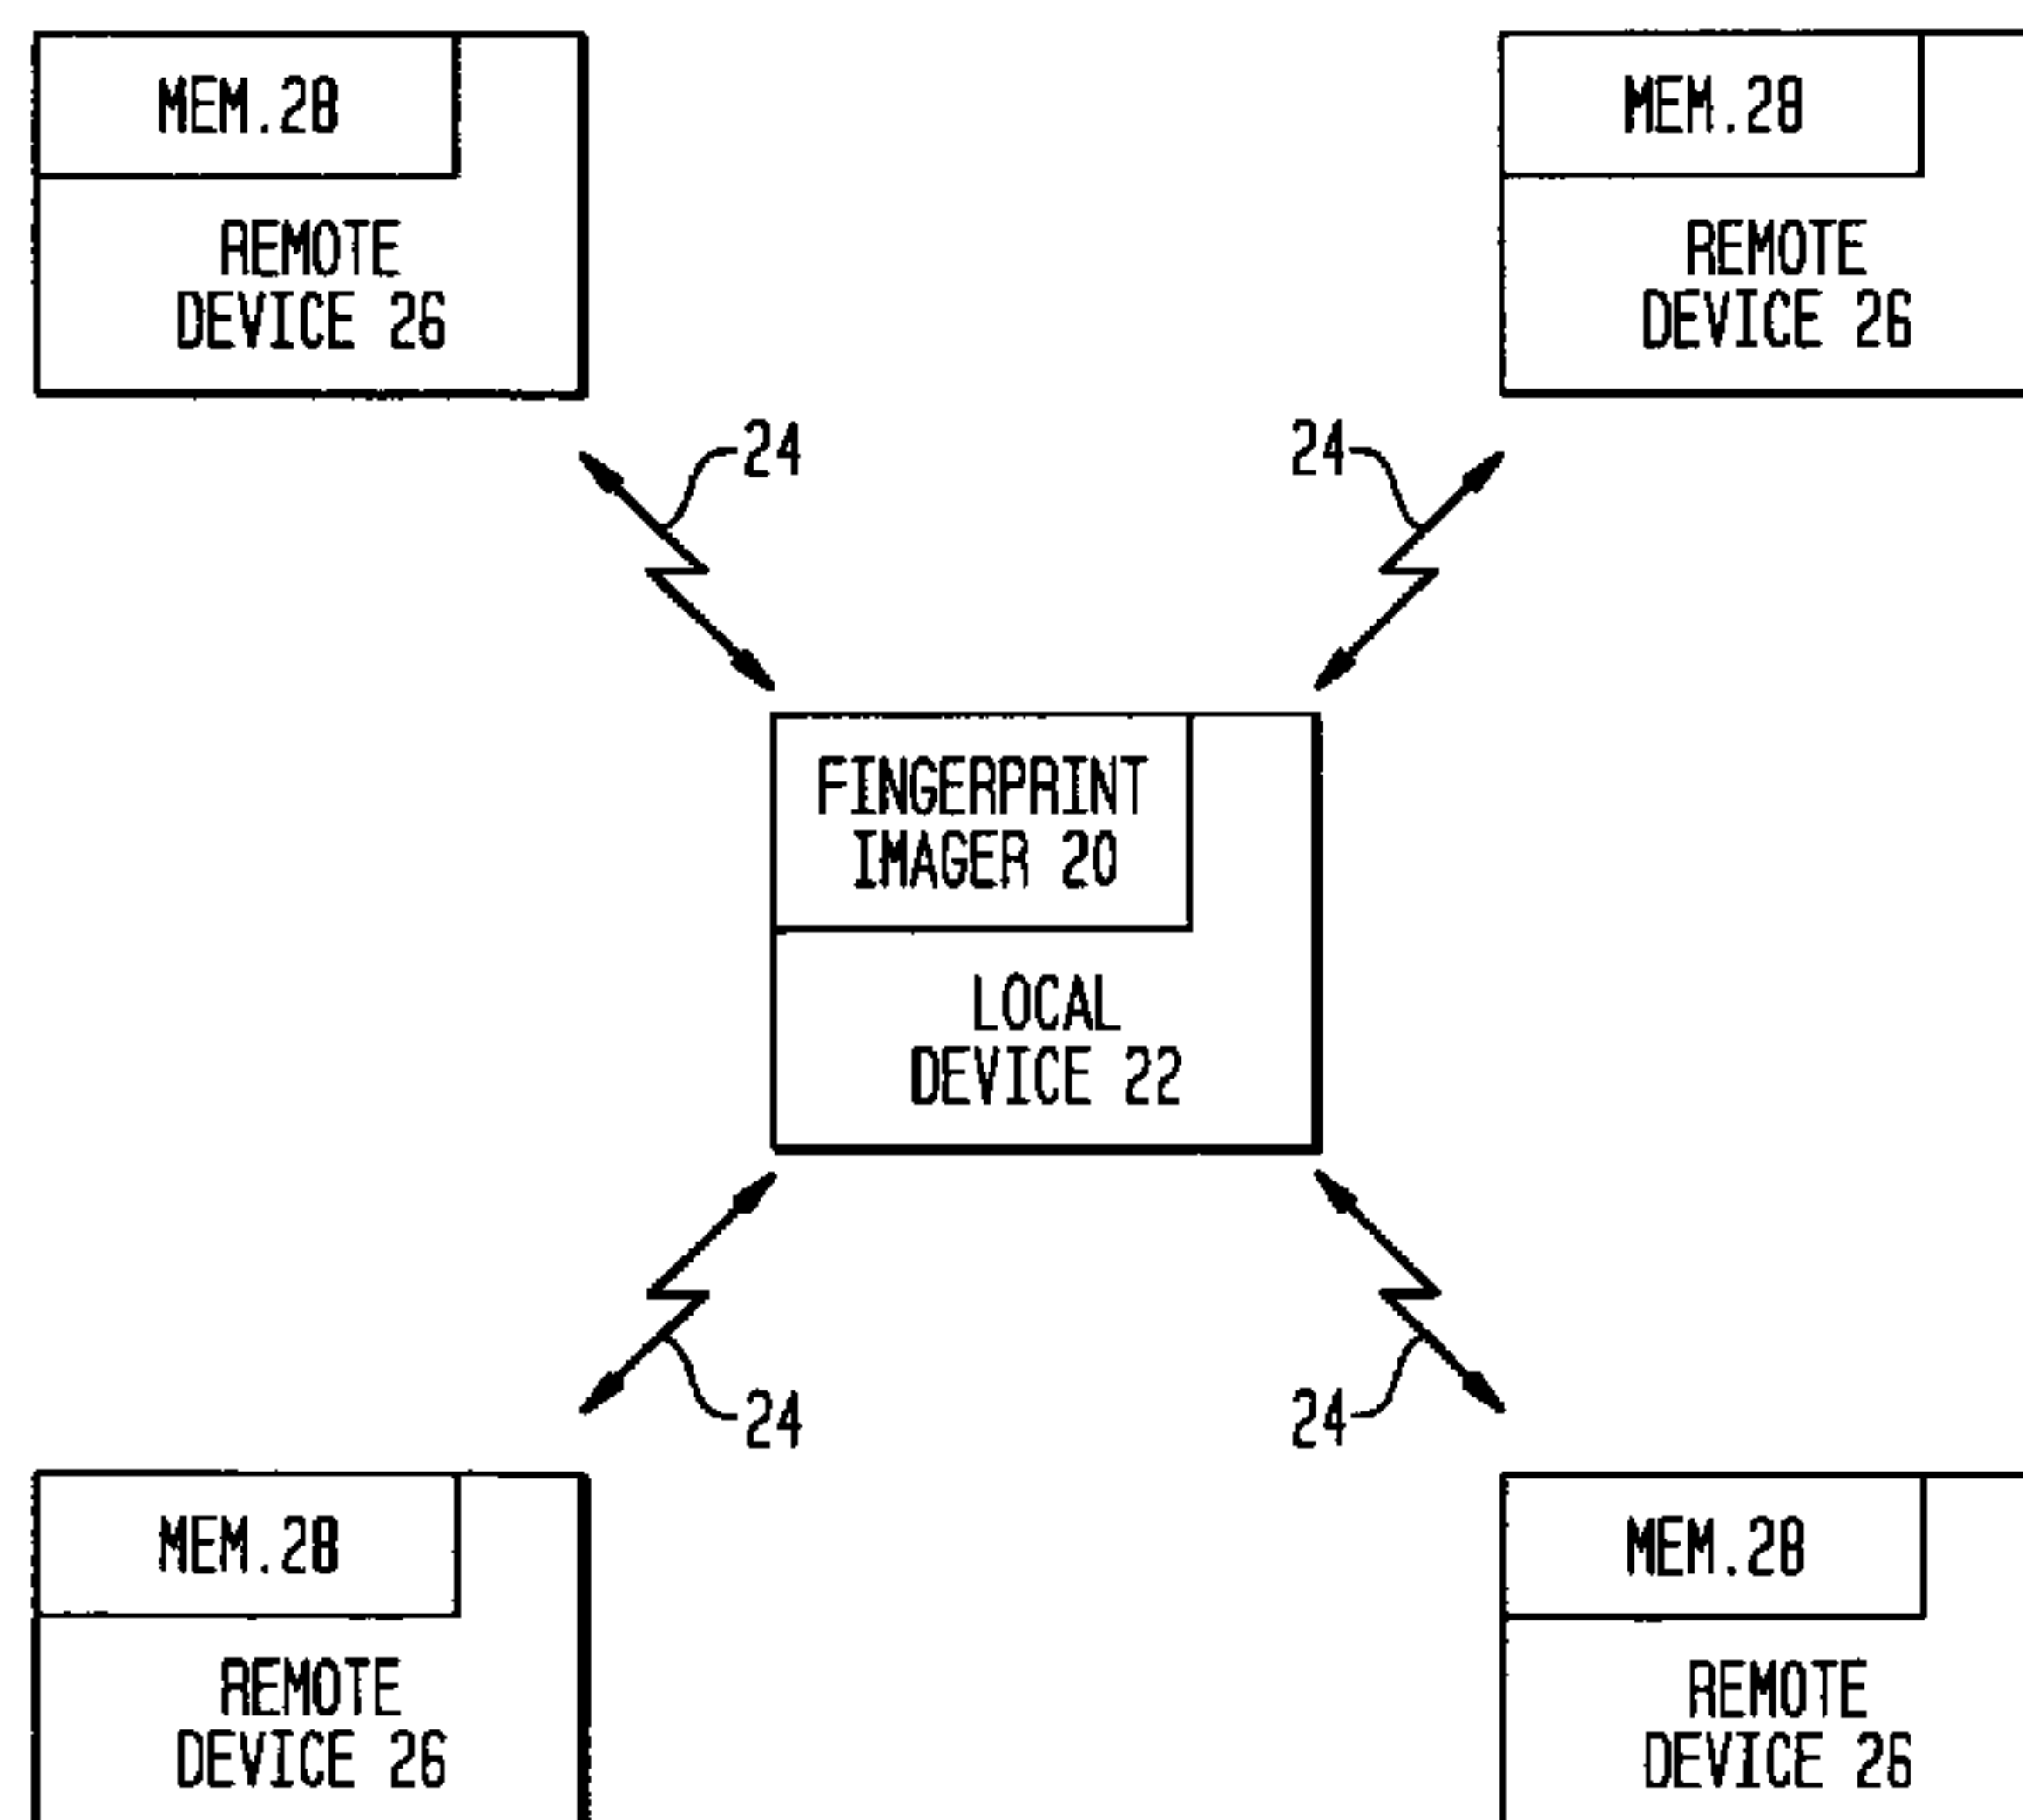 MEM.28
REMOTE
DEVICE 26
MEM.28
REMOTE
DEVICE 26
24
24
FINGERPRINT
IMAGER 20
LOCAL
DEVICE 22
24
24
MEM.28
REMOTE
DEVICE 26
MEM.28
REMOTE
DEVICE 26